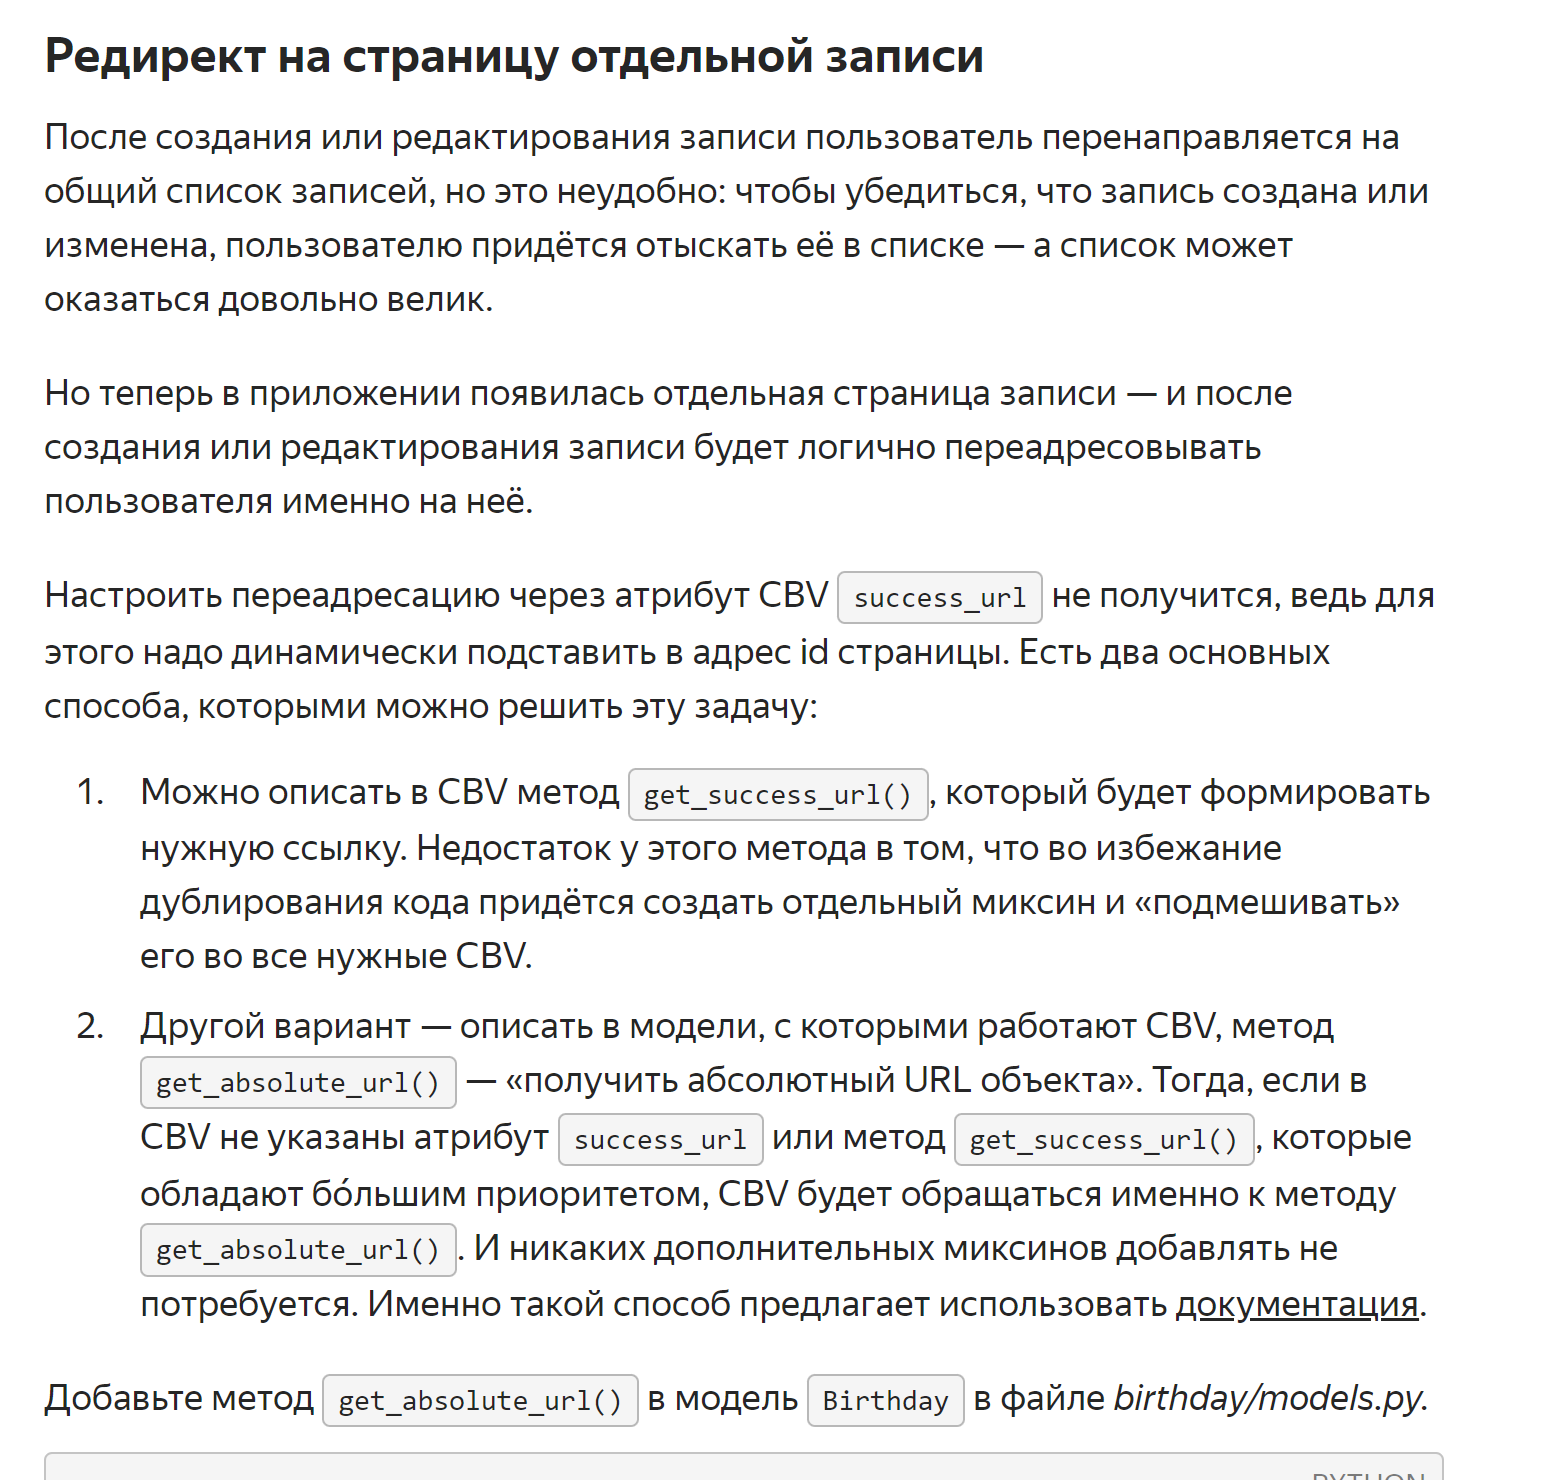 Редирект на страницу отдельной записи
После создания или редактирования записи пользователь перенаправляется на
общий список записей, но это неудобно: чтобы убедиться, что запись создана или
изменена, пользователю придётся отыскать её в списке — а список может
оказаться довольно велик.
Но теперь в приложении появилась отдельная страница записи — и после
создания или редактирования записи будет логично переадресовывать
пользователя именно на неё.
Настроить переадресацию через атрибут CBV success_url не получится, ведь для
этого надо динамически подставить в адрес id страницы. Есть два основных
способа, которыми можно решить эту задачу:
1. Можно описать в CBV метод get_success_url(), который будет формировать
нужную ссылку. Недостаток у этого метода в том, что во избежание
дублирования кода придётся создать отдельный миксин и «подмешивать»
его во все нужные CBV.
2. Другой вариант — описать в модели, с которыми работают CBV, метод
get_absolute_url() — «получить абсолютный URL объекта». Тогда, если в
CBV не указаны атрибут success_url или метод get_success_url(), которые
обладают бо́льшим приоритетом, CBV будет обращаться именно к методу
get_absolute_url(). И никаких дополнительных миксинов добавлять не
потребуется. Именно такой способ предлагает использовать документация.
Добавьте метод get_absolute_url() в модель Birthday в файле birthday/models.py.
PYTHON